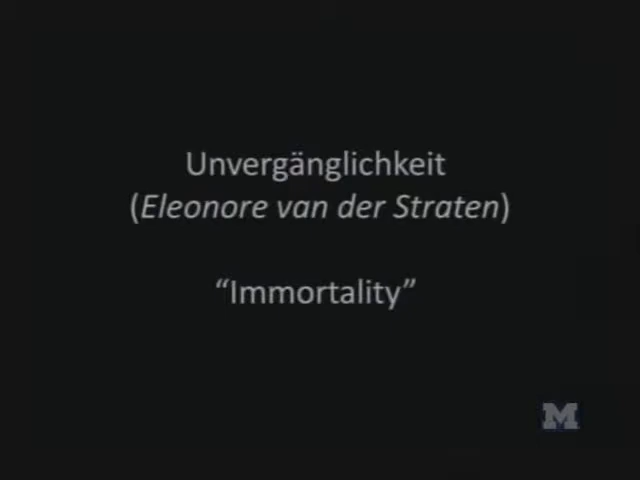 Unvergänglichkeit
(Eleonore van der Straten)
“Immortality”
M